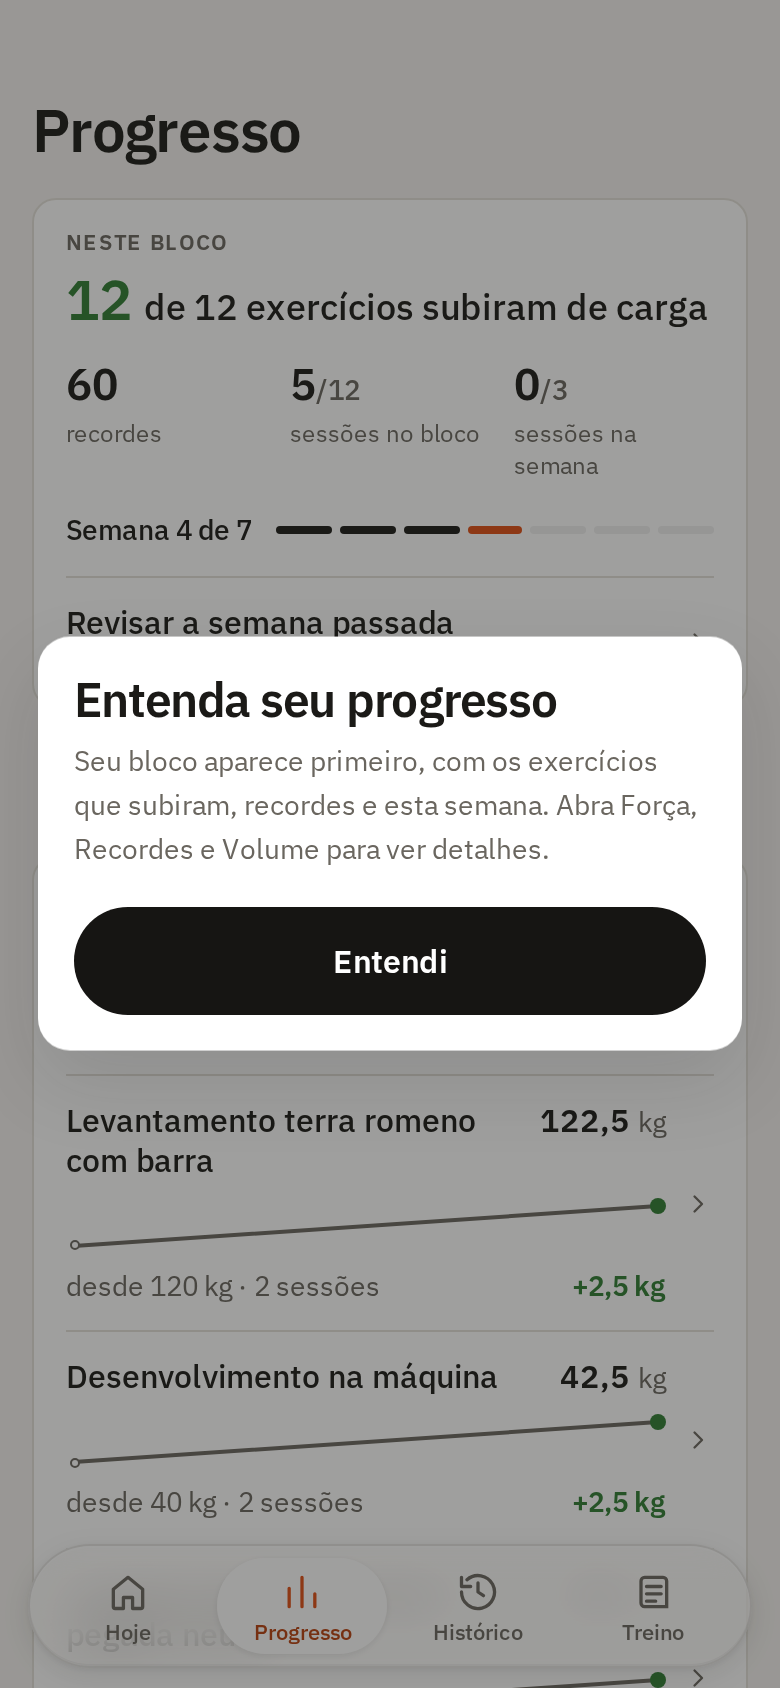 Progresso
NESTE BLOCO
12 de 12 exercícios subiram de carga
60
recordes
5/12
sessões no bloco
0/3
sessões na
semana
Semana 4 de 7
Revisar a semana passada
Entenda seu progresso
Seu bloco aparece primeiro, com os exercícios
que subiram, recordes e esta semana. Abra Força,
Recordes e Volume para ver detalhes.
Entendi
Levantamento terra romeno
com barra
122,5 kg
desde 120 kg · 2 sessões
+2,5 kg
Desenvolvimento na máquina
42,5 kg
desde 40 kg · 2 sessões
+2,5 kg
pegada
Hoje
Progresso
Histórico
Treino